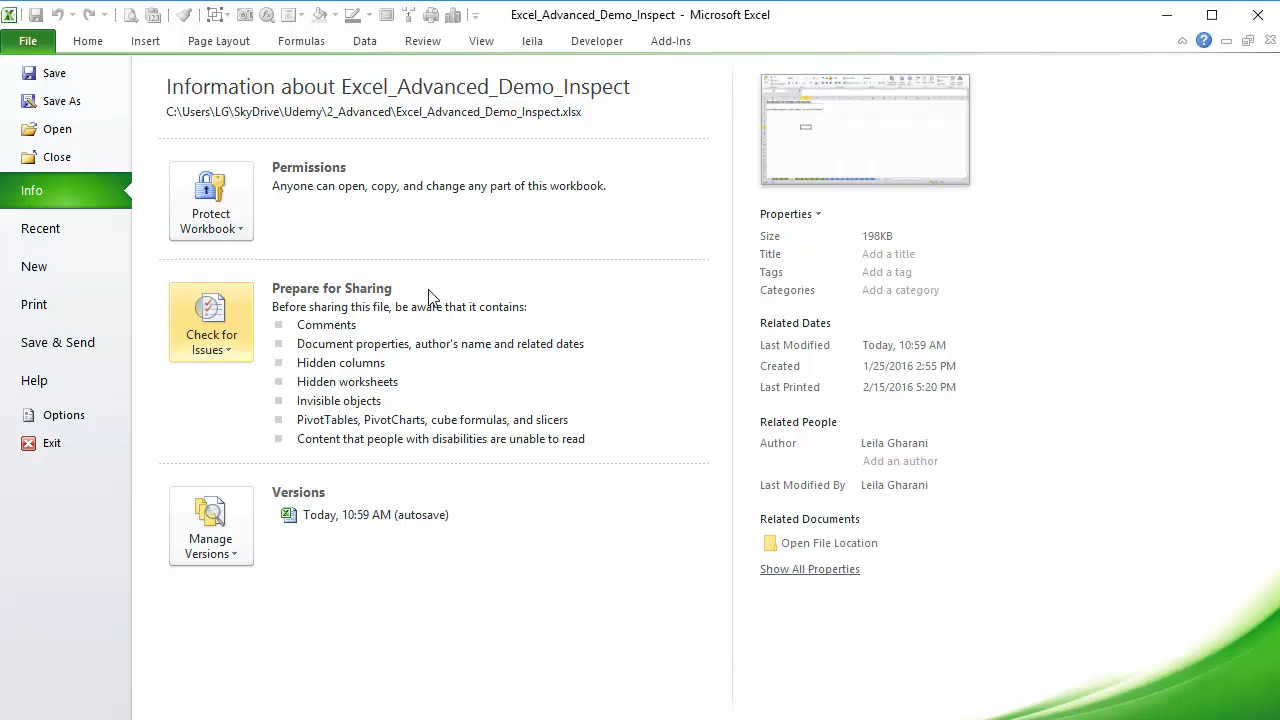 Excel_Advanced_Demo_Inspect - Microsoft Excel
File Home Insert Page Layout Formulas Data Review View leila Developer Add-Ins
Save
Save As
Open
Close
Info
Recent
New
Print
Save & Send
Help
Options
Exit
Information about Excel_Advanced_Demo_Inspect
C:\Users\LG\SkyDrive\Udemy\2_Advanced\Excel_Advanced_Demo_Inspect.xlsx
Protect
Workbook
Permissions
Anyone can open, copy, and change any part of this workbook.
Check for
Issues
Prepare for Sharing
Before sharing this file, be aware that it contains:
Comments
Document properties, author's name and related dates
Hidden columns
Hidden worksheets
Invisible objects
PivotTables, PivotCharts, cube formulas, and slicers
Content that people with disabilities are unable to read
Manage
Versions
Versions
Today, 10:59 AM (autosave)
Properties
Size 198KB
Title Add a title
Tags Add a tag
Categories Add a category
Related Dates
Last Modified Today, 10:59 AM
Created 1/25/2016 2:55 PM
Last Printed 2/15/2016 5:20 PM
Related People
Author Leila Gharani
Add an author
Last Modified By Leila Gharani
Related Documents
Open File Location
Show All Properties